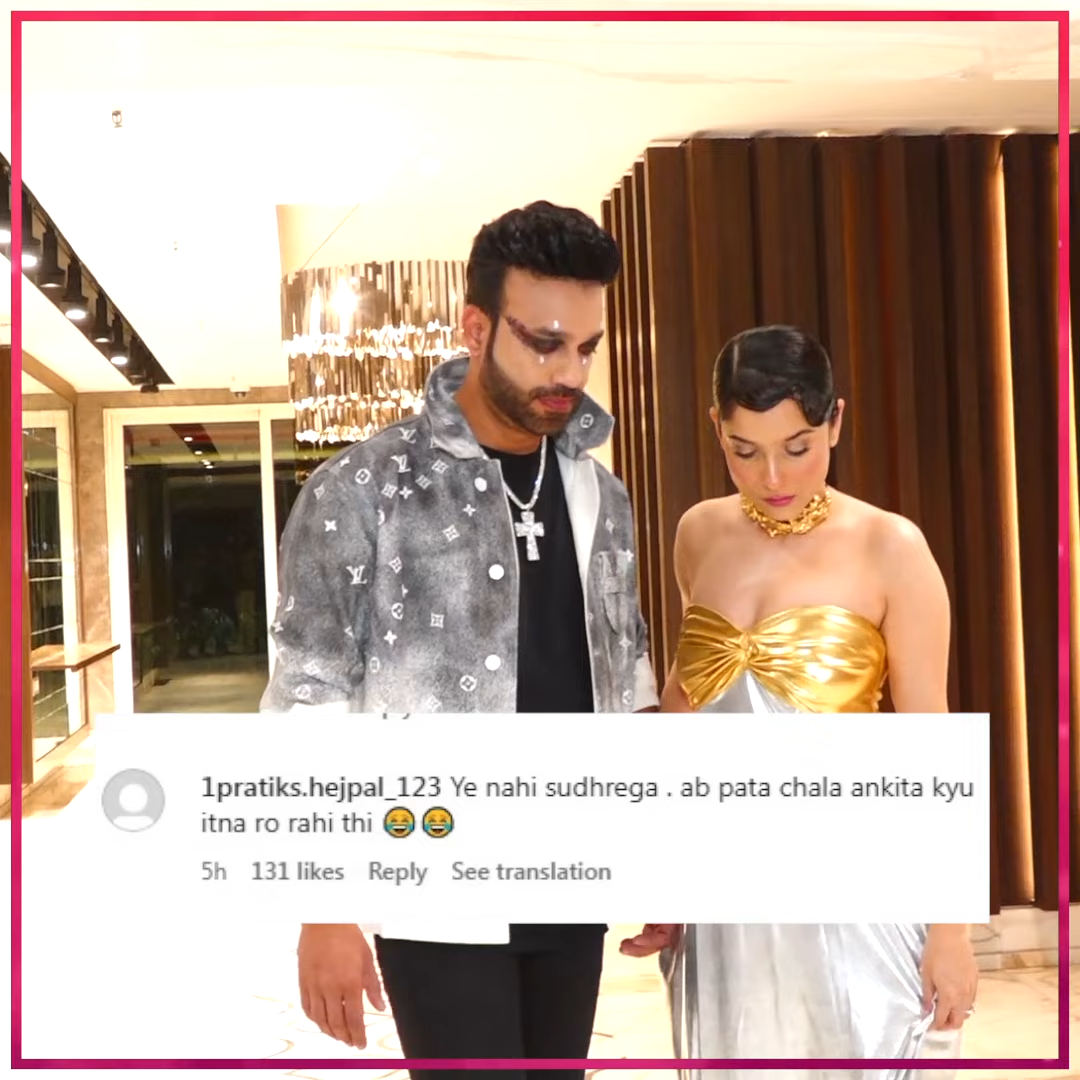 1pratiks.hejpal_123 Ye nahi sudhrega . ab pata chala ankita kyu
itna ro rahi thi 😂😂
5h 131 likes Reply See translation